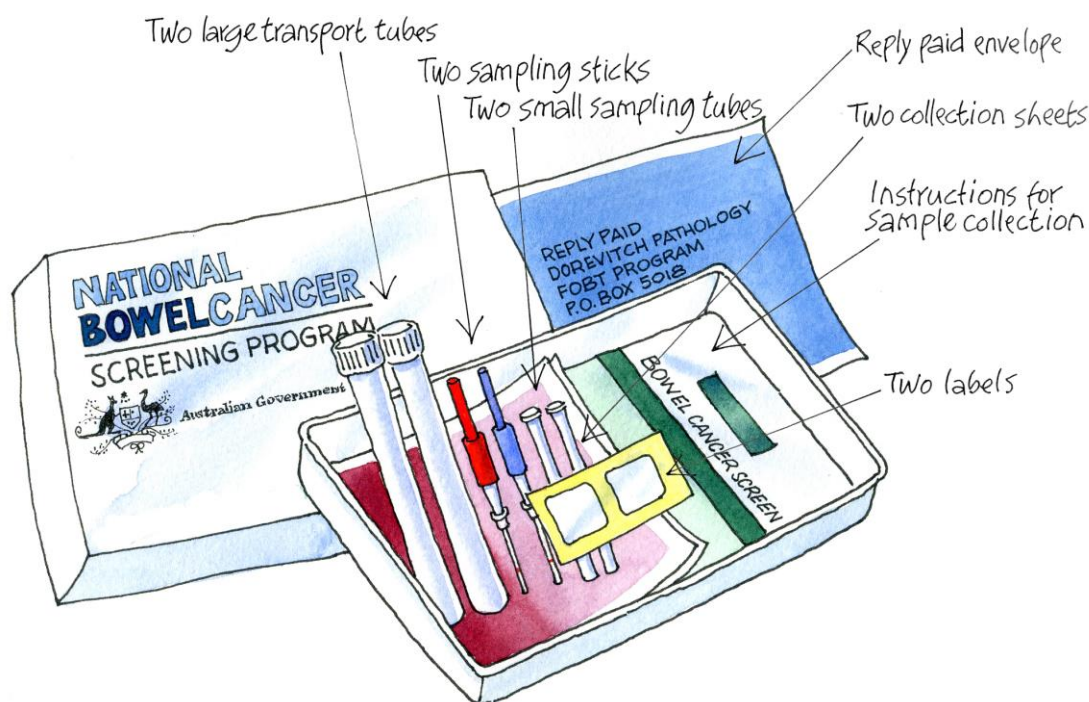 Two large transport tubes
Two sampling sticks
Two small sampling tubes
Reply paid envelope
Two collection sheets
Instructions for
sample collection
Two labels
NATIONAL
BOWELCANCER
SCREENING PROGRAM
Australian Government
REPLY PAID
DOREVITCH PATHOLOGY
FOBT PROGRAM
P.O. BOX 5018
BOWEL CANCER SCREEN